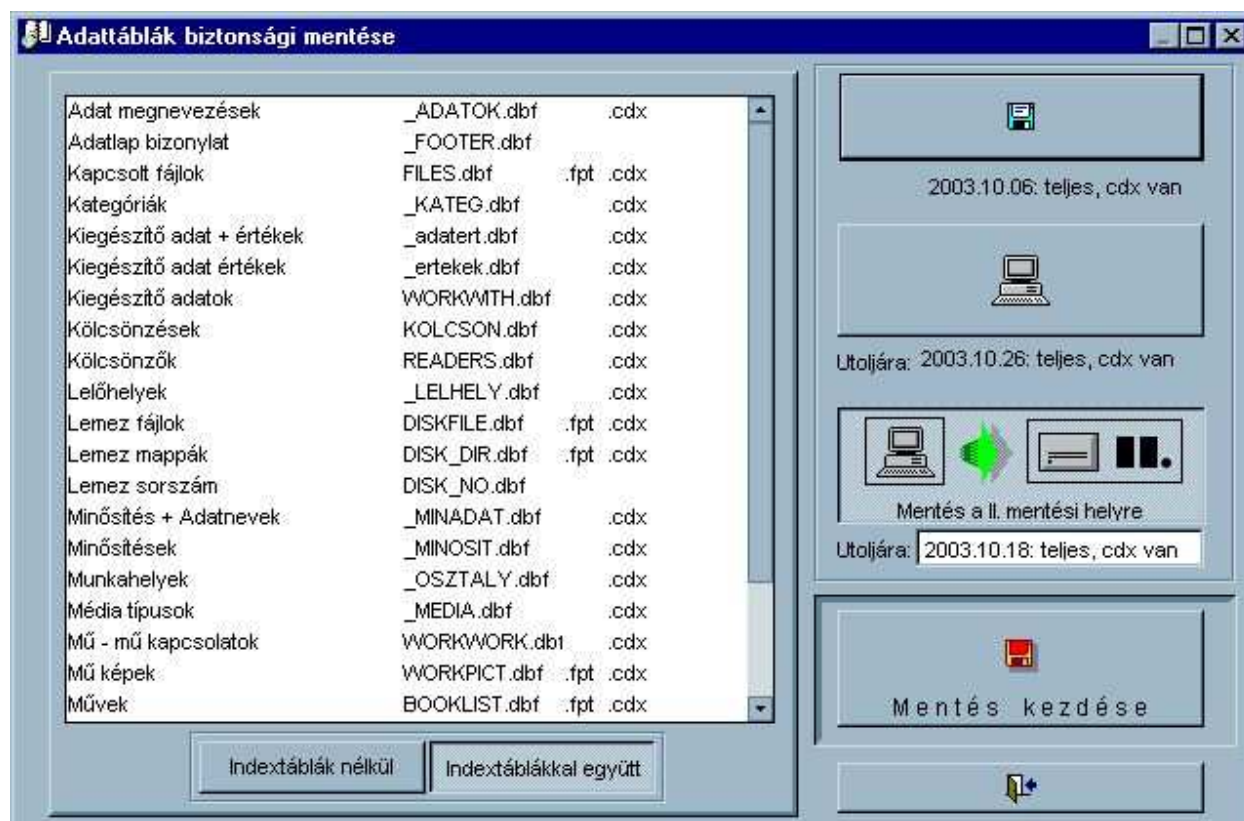 Adattáblák biztonsági mentése
Adat megnevezések _ADATOK.dbf .cdx
Adatlap bizonylat _FOOTER.dbf
Kapcsolt fájlok FILES.dbf .fpt .cdx
Kategóriák _KATEG.dbf .cdx
Kiegészítő adat + értékek _adatert.dbf .cdx
Kiegészítő adat értékek _ertekek.dbf .cdx
Kiegészítő adatok WORKWITH.dbf .cdx
Kölcsönzések KOLCSON.dbf .cdx
Kölcsönzők READERS.dbf .cdx
Lelőhelyek _LELHELY.dbf .cdx
Lemez fájlok DISKFILE.dbf .fpt .cdx
Lemez mappák DISK_DIR.dbf .fpt .cdx
Lemez sorszám DISK_NO.dbf
Minősítés + Adatnevek _MINADAT.dbf .cdx
Minősítések _MINOSIT.dbf .cdx
Munkahelyek _OSZTALY.dbf .cdx
Média típusok _MEDIA.dbf .cdx
Mű - mű kapcsolatok WORKWORK.dbf .cdx
Mű képek WORKPICT.dbf .fpt .cdx
Művek BOOKLIST.dbf .fpt .cdx
Indextáblák nélkül
Indextáblákkal együtt
2003.10.06: teljes, cdx van
Utoljára: 2003.10.26: teljes, cdx van
II.
Mentés a II. mentési helyre
Utoljára: 2003.10.18: teljes, cdx van
Mentés kezdése